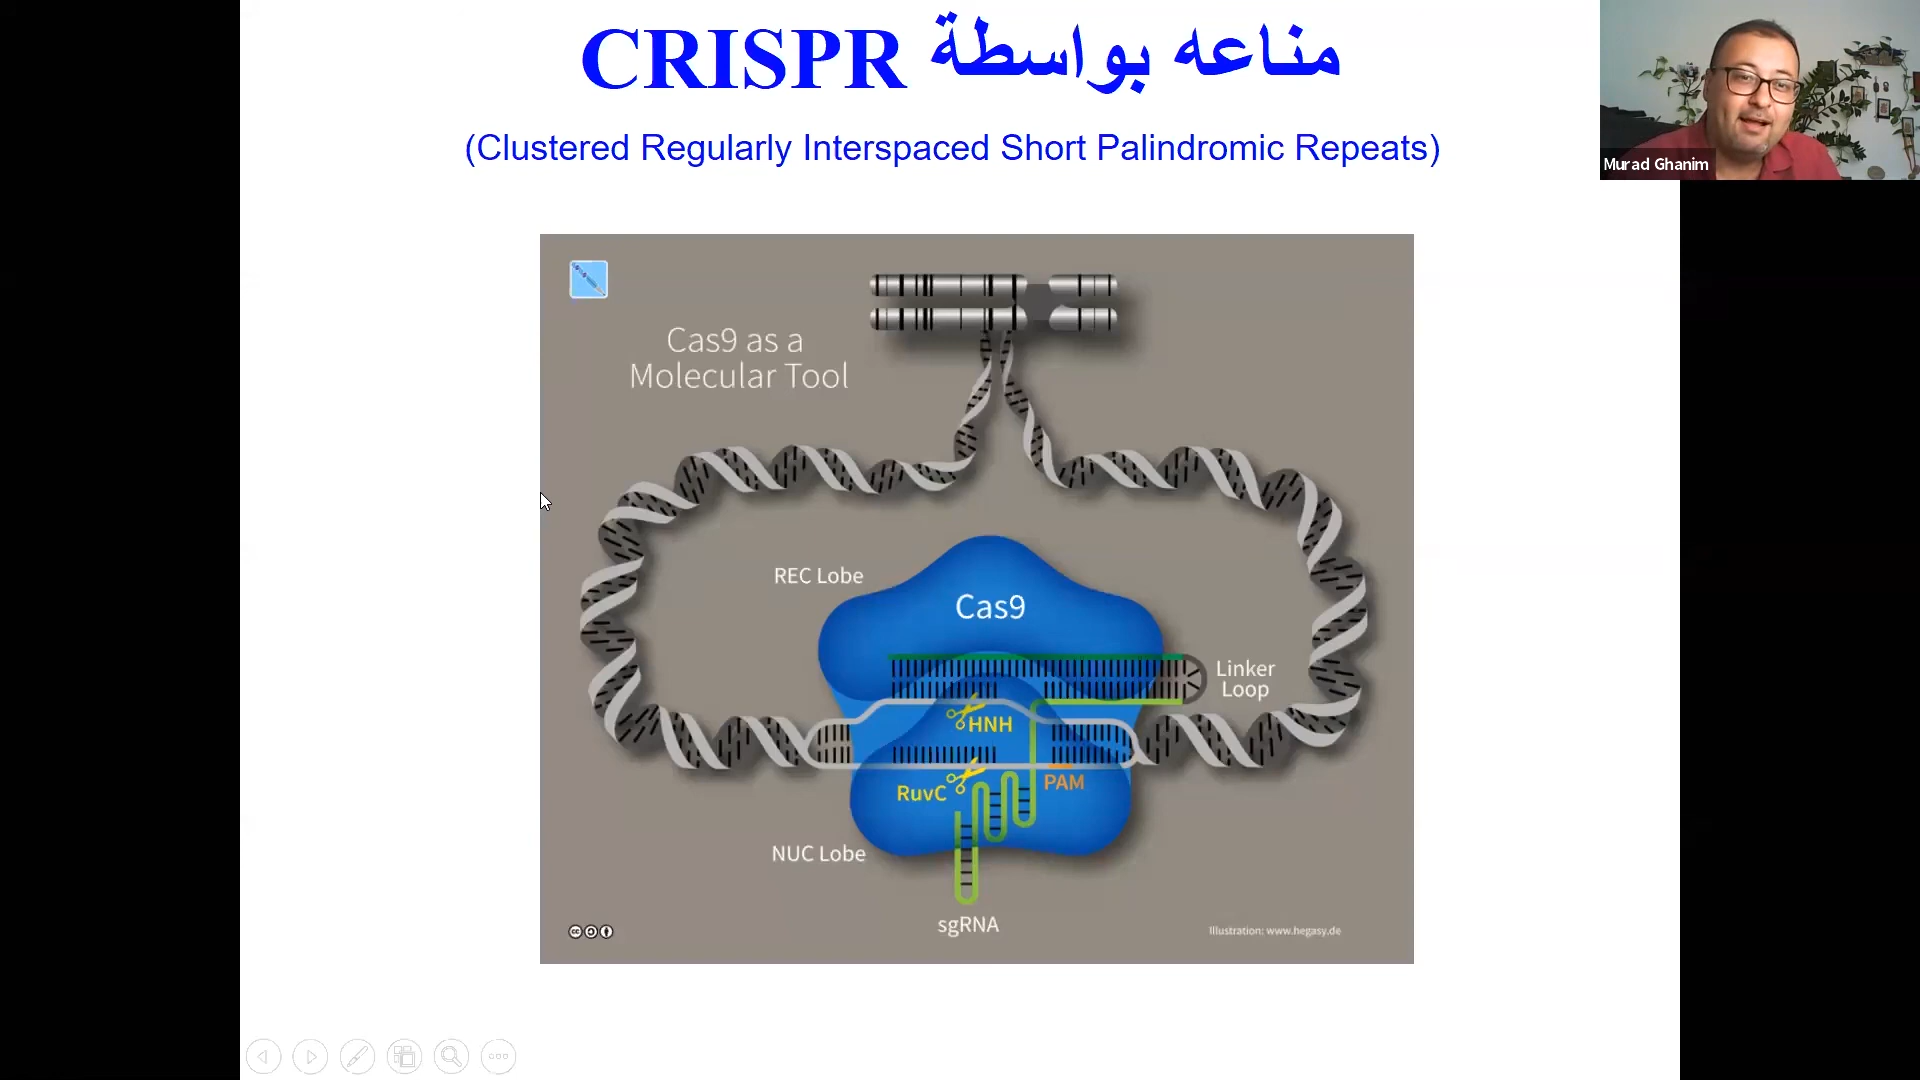 مناعه بواسطة CRISPR
(Clustered Regularly Interspaced Short Palindromic Repeats)
Murad Ghanim
Cas9 as a
Molecular Tool
REC Lobe
Cas9
Linker
Loop
HNH
RuvC
PAM
NUC Lobe
sgRNA
cc
Illustration: www.hegasy.de